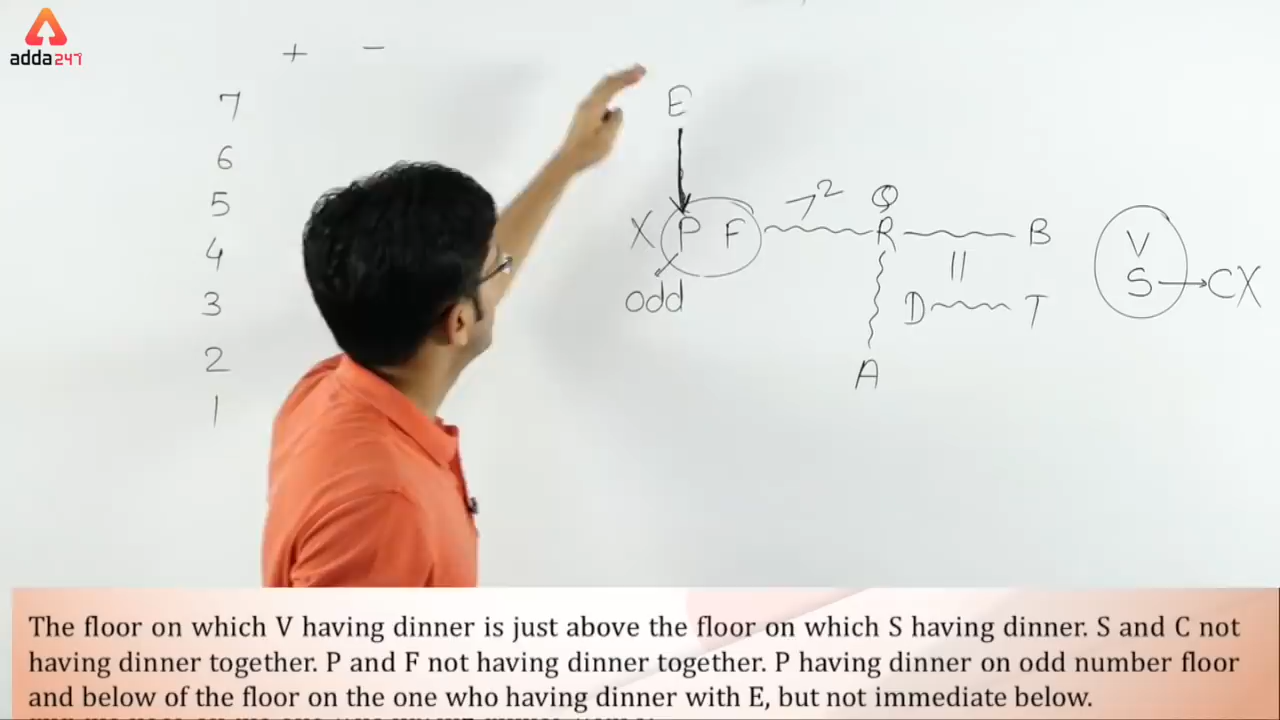 adda247
+ -
7
6
5
4
3
2
1
E
X P F 7 2 Q R B
odd D = T
A
V
S → CX
The floor on which V having dinner is just above the floor on which S having dinner. S and C not
having dinner together. P and F not having dinner together. P having dinner on odd number floor
and below of the floor on the one who having dinner with E, but not immediate below.